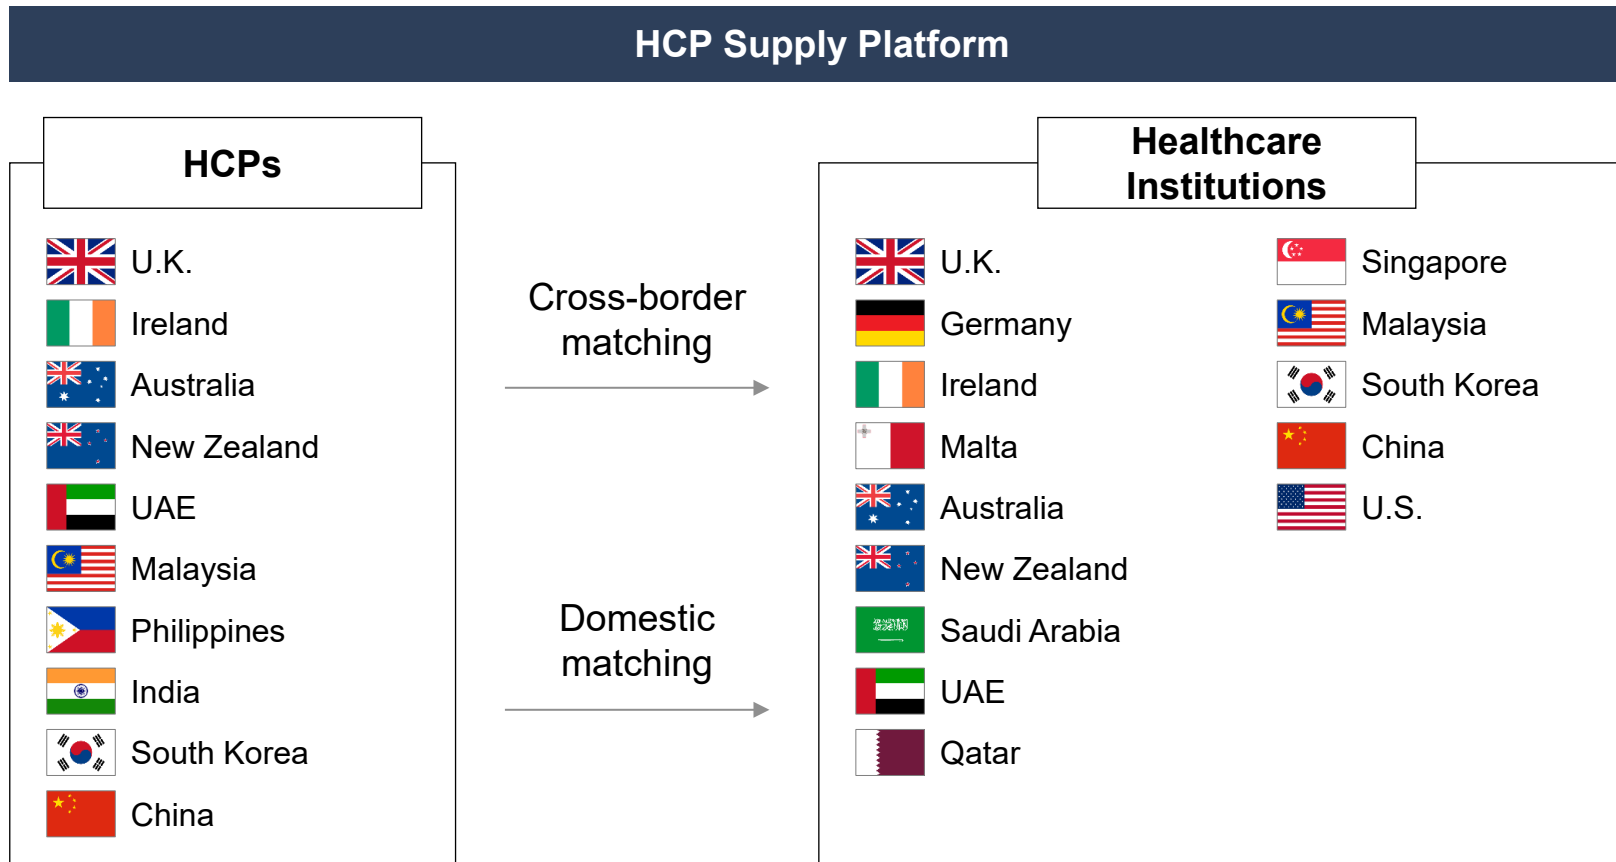 HCP Supply Platform
HCPs
U.K.
Ireland
Australia
New Zealand
UAE
Malaysia
Philippines
India
South Korea
China
Cross-border
matching
Domestic
matching
Healthcare
Institutions
U.K.
Germany
Ireland
Malta
Australia
New Zealand
Saudi Arabia
UAE
Qatar
Singapore
Malaysia
South Korea
China
U.S.